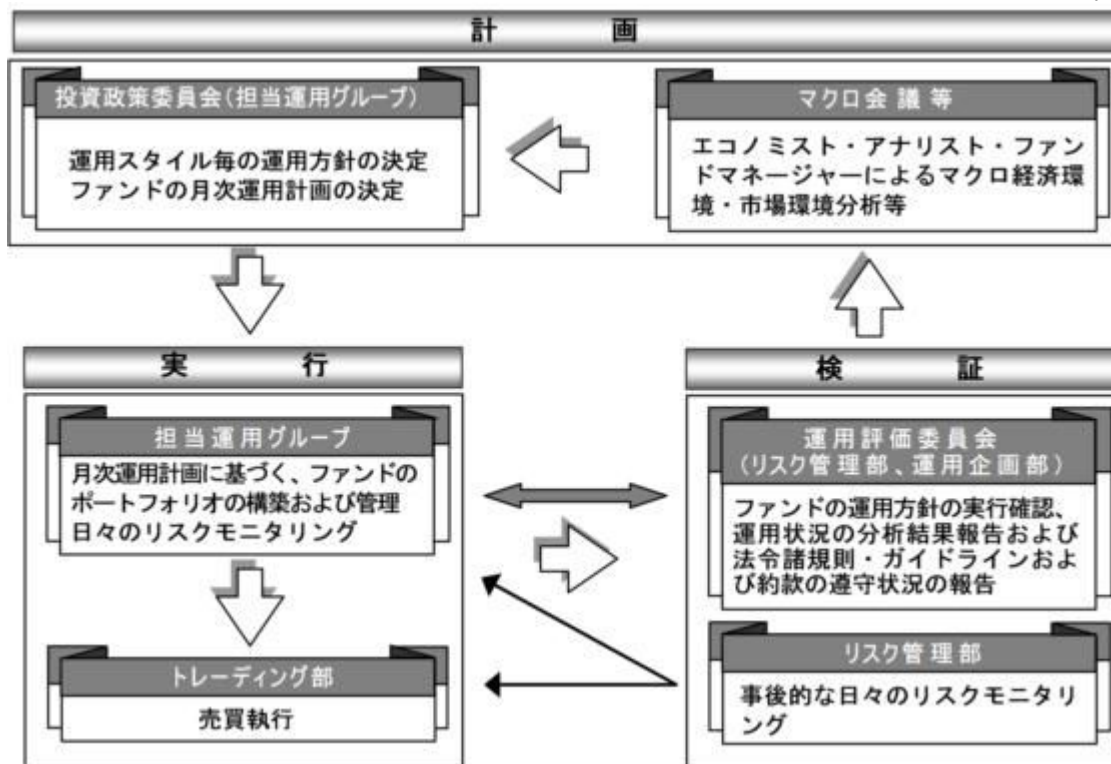 計画
投資政策委員会（担当運用グループ）
運用スタイル毎の運用方針の決定
ファンドの月次運用計画の決定
マクロ会議等
エコノミスト・アナリスト・ファン
ドマネージャーによるマクロ経済環
境・市場環境分析等
実行
担当運用グループ
月次運用計画に基づく、ファンドの
ポートフォリオの構築および管理
日々のリスクモニタリング
トレーディング部
売買執行
検証
運用評価委員会
（リスク管理部、運用企画部）
ファンドの運用方針の実行確認、
運用状況の分析結果報告および
法令諸規則・ガイドラインおよ
び約款の遵守状況の報告
リスク管理部
事後的な日々のリスクモニタリ
ング